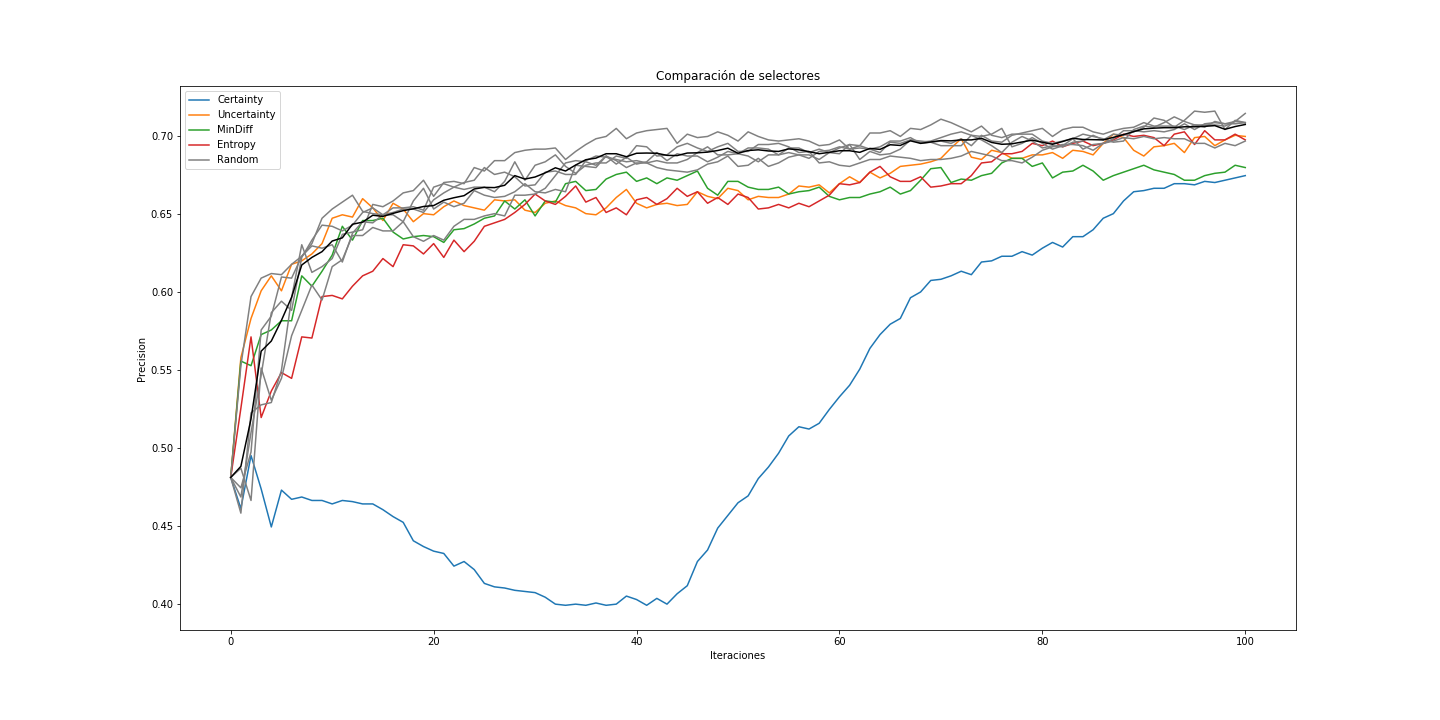 Comparación de selectores
Certainty
Uncertainty
MinDiff
Entropy
Random
0.70
0.65
0.60
0.55
0.50
0.45
0.40
Precision
0
20
40
60
80
100
Iteraciones